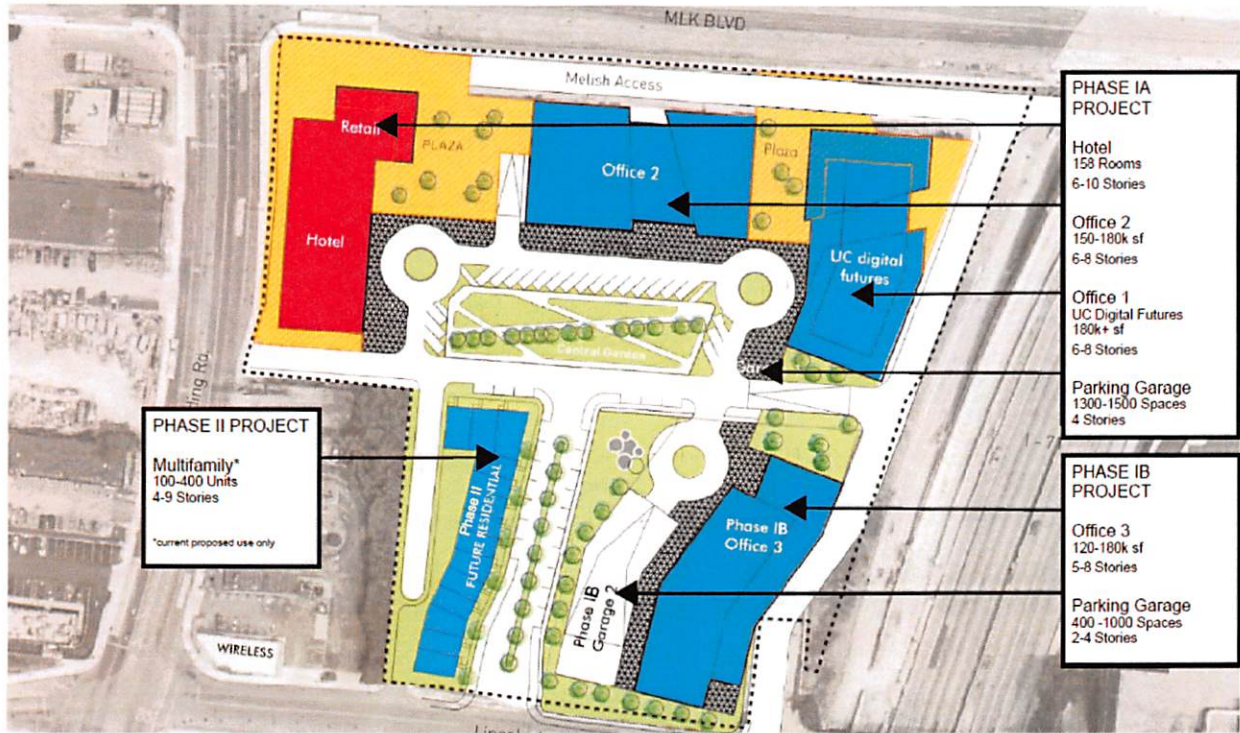 MLK BLVD
Melish Access
Retail
PLAZA
Office 2
Plaza
UC digital
futures
Hotel
Central Garden
Phase II
FUTURE RESIDENTIAL
Phase IB
Office 3
Phase IB
Garage 2
WIRELESS
PHASE IA
PROJECT
Hotel
158 Rooms
6-10 Stories
Office 2
150-180k sf
6-8 Stories
Office 1
UC Digital Futures
180k+ sf
6-8 Stories
Parking Garage
1300-1500 Spaces
4 Stories
PHASE II PROJECT
Multifamily*
100-400 Units
4-9 Stories
*current proposed use only
PHASE IB
PROJECT
Office 3
120-180k sf
5-8 Stories
Parking Garage
400 -1000 Spaces
2-4 Stories